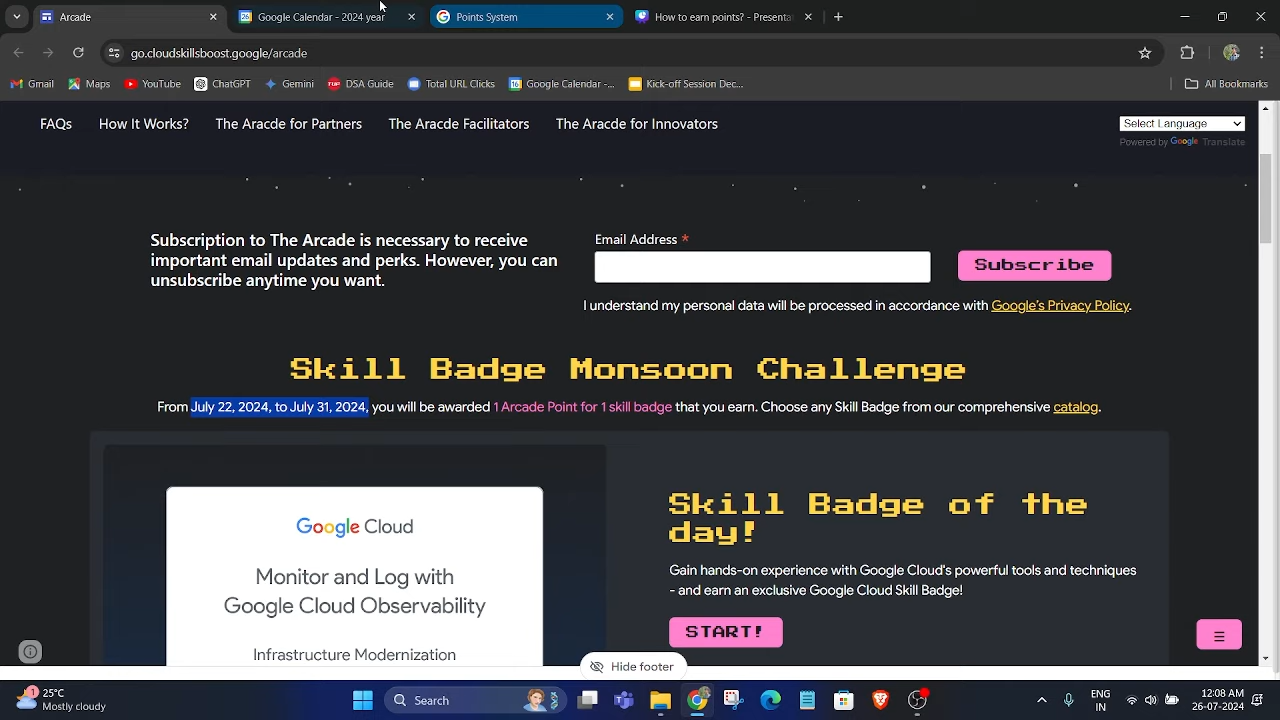 Arcade
Google Calendar - 2024 year
Points System
How to earn points? - Presenta
go.cloudskillsboost.google/arcade
Gmail
Maps
YouTube
ChatGPT
Gemini
DSA Guide
Total URL Clicks
Google Calendar -...
Kick-off Session Dec...
All Bookmarks
FAQs
How It Works?
The Aracde for Partners
The Aracde Facilitators
The Aracde for Innovators
Select Language
Powered by Google Translate
Subscription to The Arcade is necessary to receive
important email updates and perks. However, you can
unsubscribe anytime you want.
Email Address *
Subscribe
I understand my personal data will be processed in accordance with Google's Privacy Policy.
Skill Badge Monsoon Challenge
From July 22, 2024, to July 31, 2024, you will be awarded 1 Arcade Point for 1 skill badge that you earn. Choose any Skill Badge from our comprehensive catalog.
Google Cloud
Monitor and Log with
Google Cloud Observability
Infrastructure Modernization
Skill Badge of the
day!
Gain hands-on experience with Google Cloud's powerful tools and techniques
- and earn an exclusive Google Cloud Skill Badge!
START!
Hide footer
1
25°C
Mostly cloudy
Search
ENG
IN
12:08 AM
26-07-2024